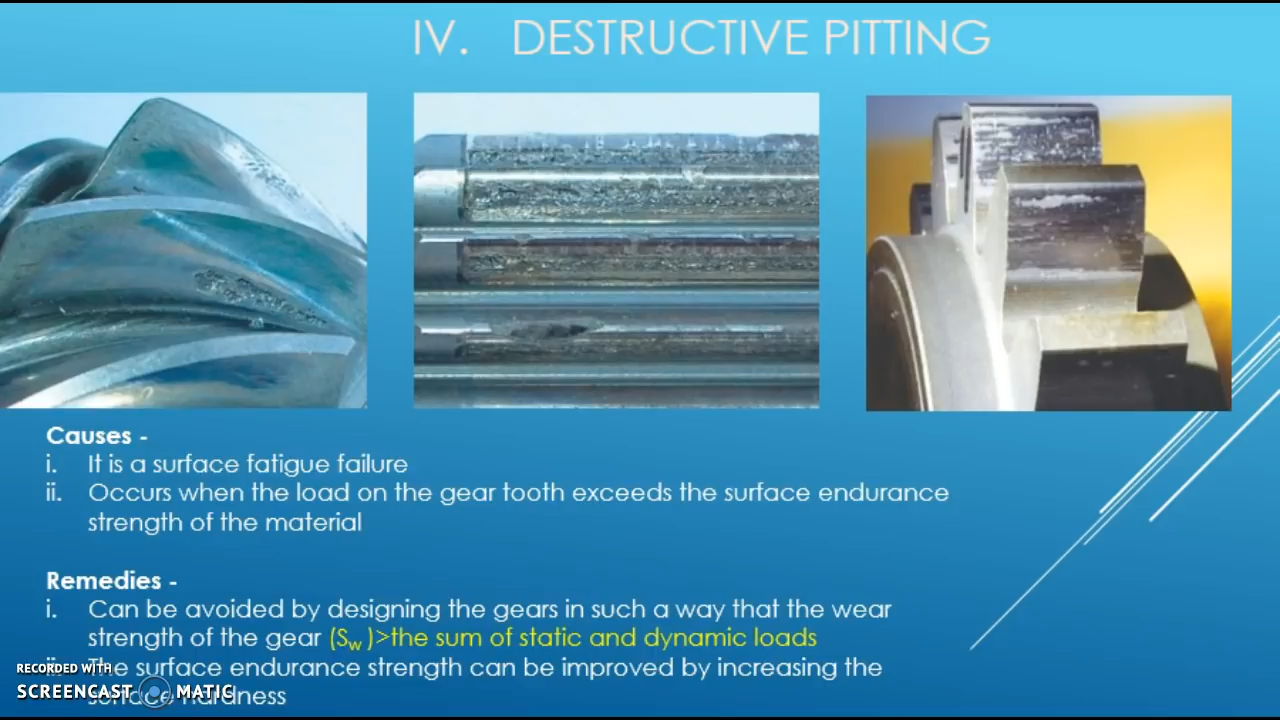 IV. DESTRUCTIVE PITTING
Causes -
i. It is a surface fatigue failure
ii. Occurs when the load on the gear tooth exceeds the surface endurance
strength of the material
Remedies -
i. Can be avoided by designing the gears in such a way that the wear
strength of the gear (Sw )>the sum of static and dynamic loads
ii. The surface endurance strength can be improved by increasing the
surface hardness
RECORDED WITH
SCREENCAST MATIC